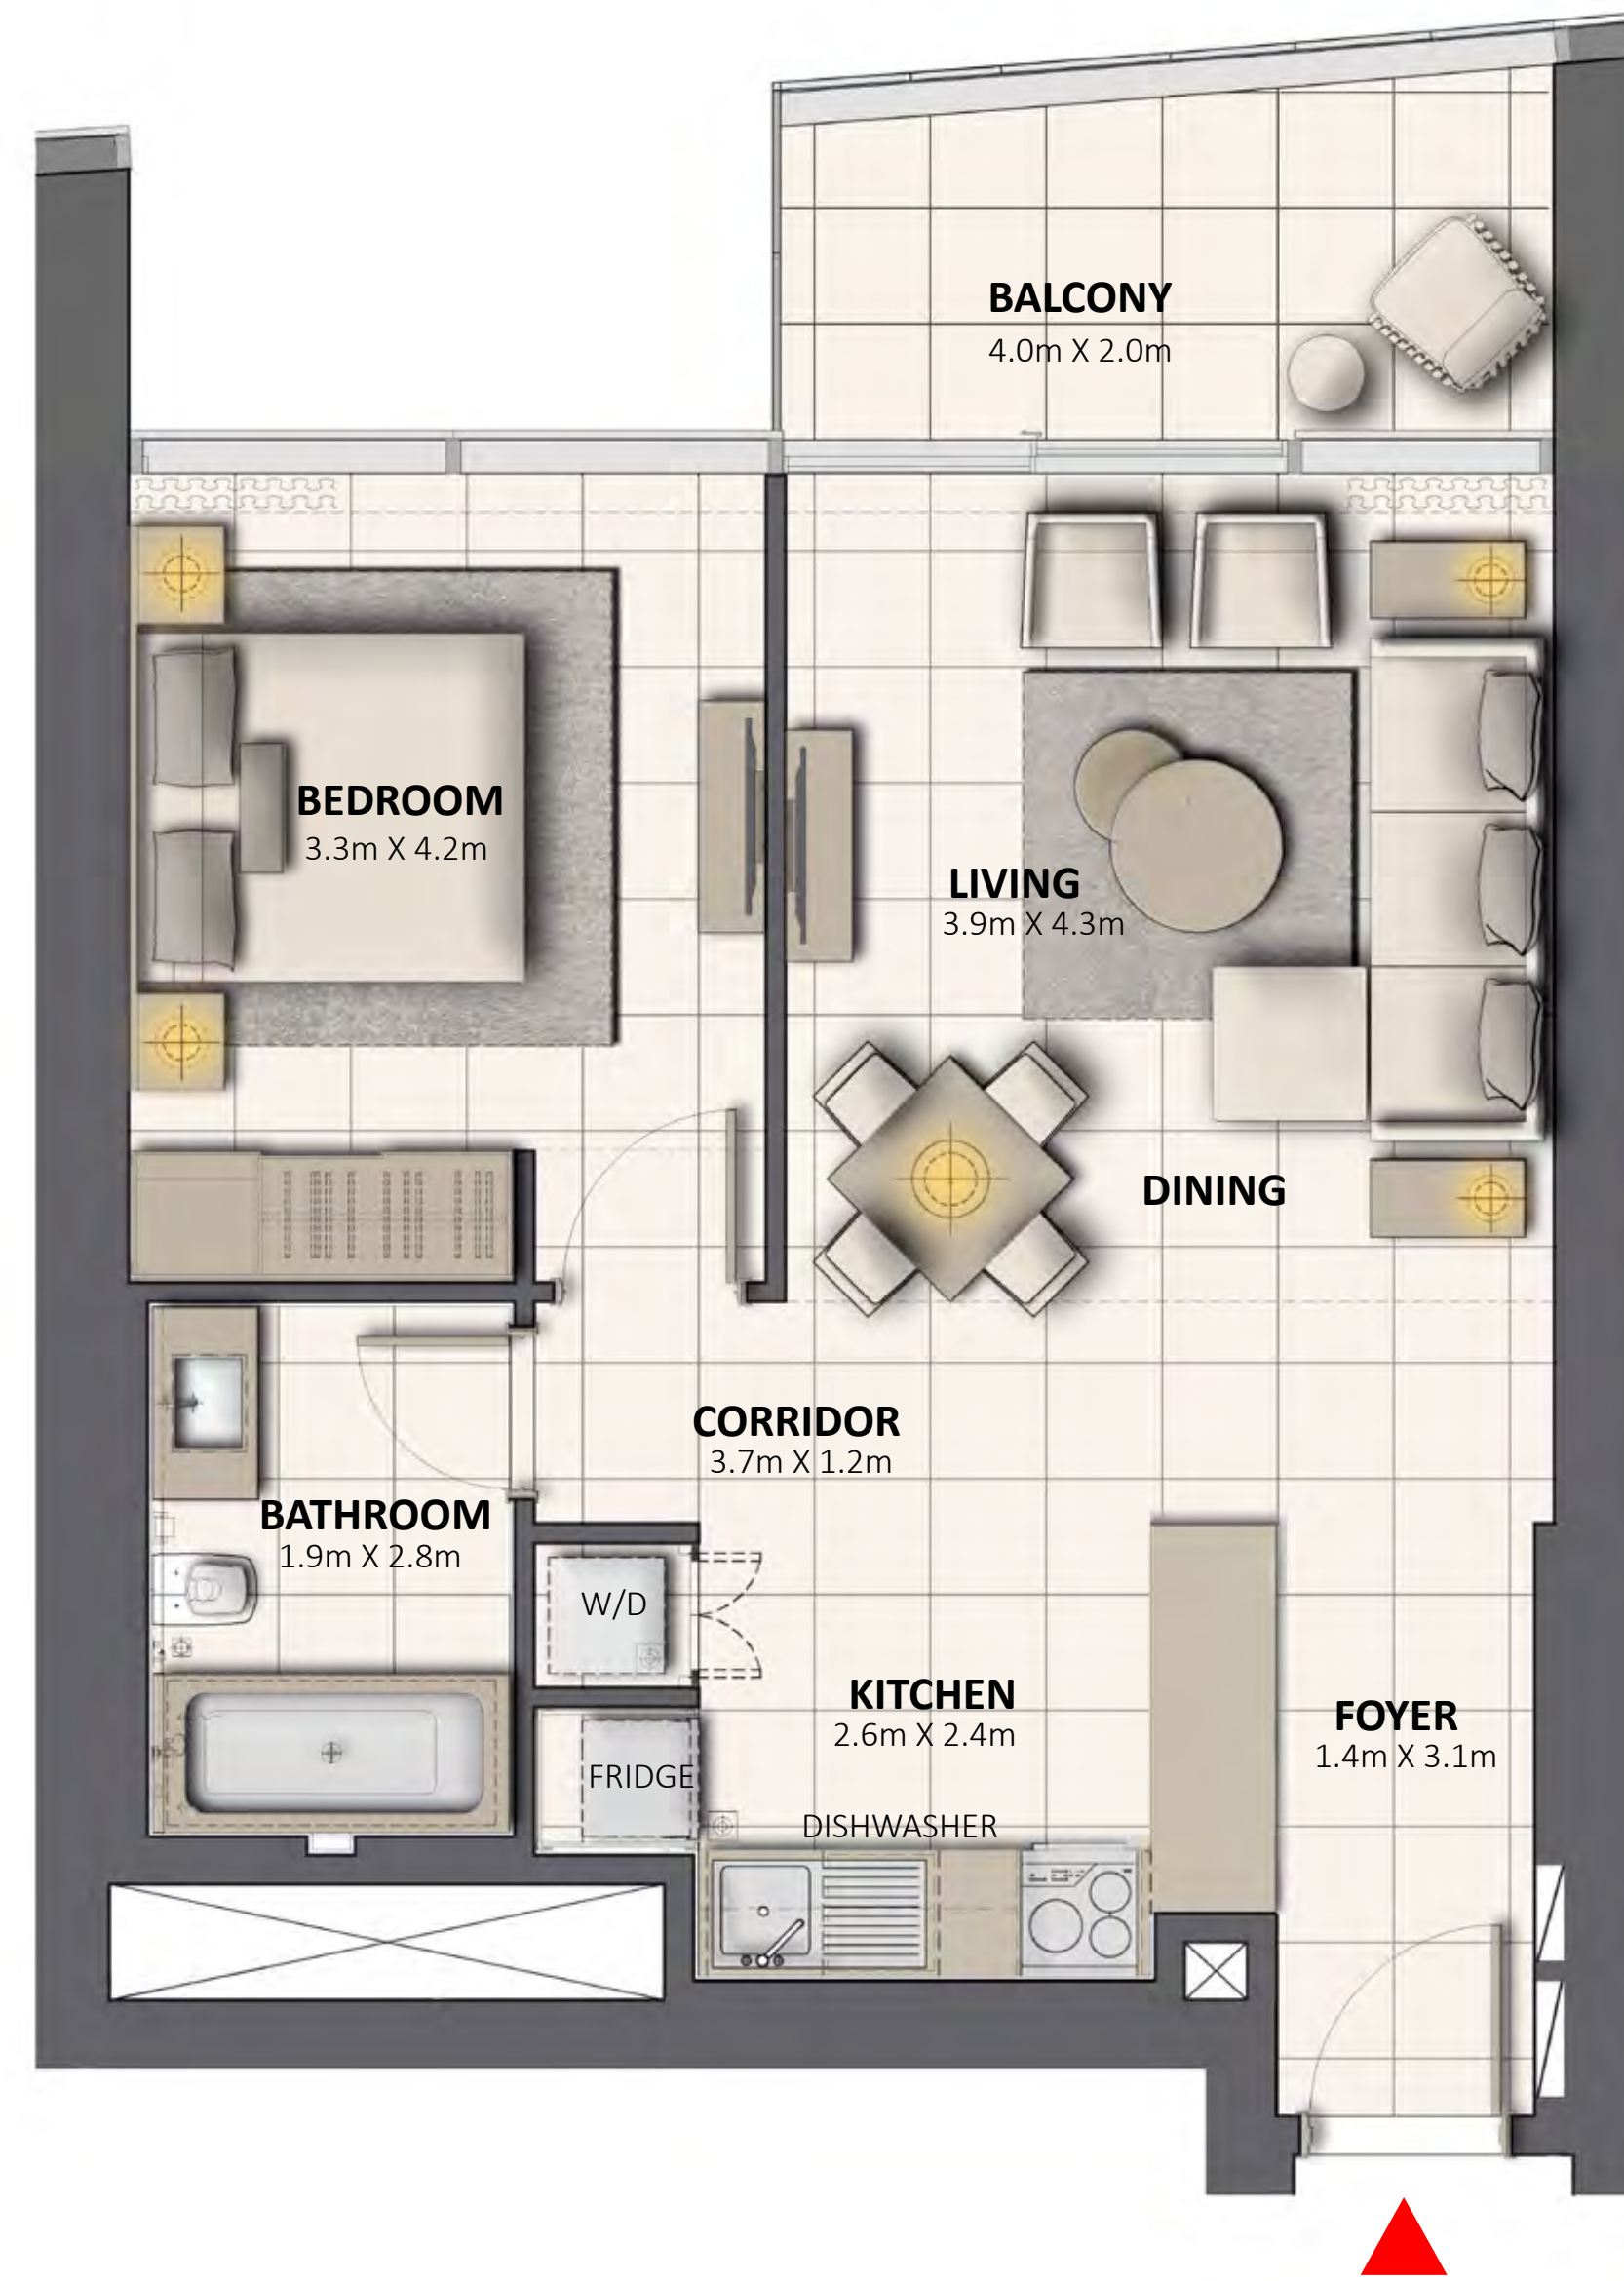 BALCONY
4.0m X 2.0m
BEDROOM
3.3m X 4.2m
LIVING
3.9m X 4.3m
DINING
CORRIDOR
3.7m X 1.2m
BATHROOM
1.9m X 2.8m
W/D
KITCHEN
2.6m X 2.4m
FOYER
1.4m X 3.1m
FRIDGE
DISHWASHER